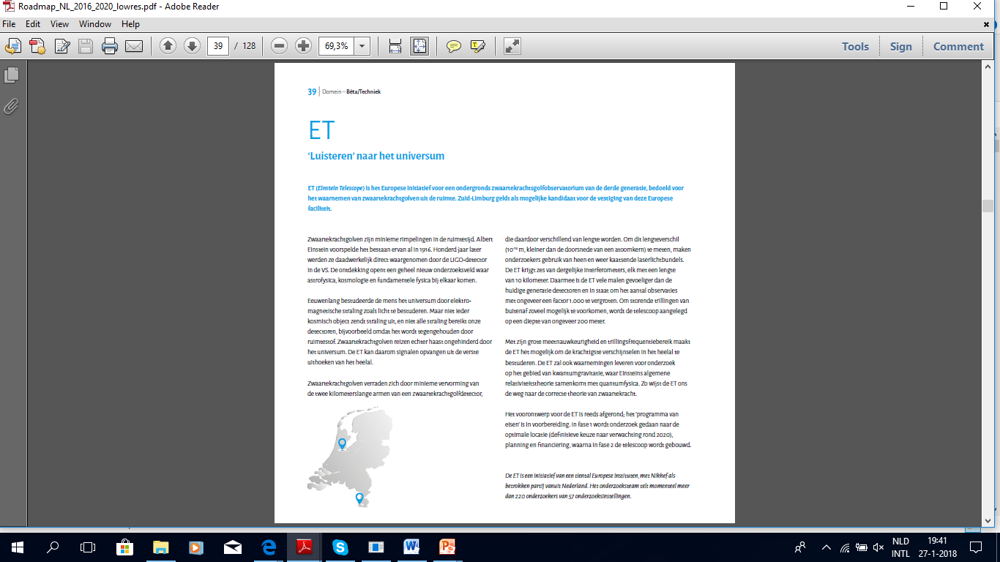 Roadmap_NL_2016_2020_lowres.pdf - Adobe Reader
File Edit View Window Help
39 / 128
69,3%
Tools Sign Comment
39 | Domein – Bèta/Techniek
ET
‘Luisteren’ naar het universum
ET (Einstein Telescope) is het Europese initiatief voor een ondergronds zwaartekrachtsgolfobservatorium van de derde generatie, bedoeld voor
het waarnemen van zwaartekrachtgolven uit de ruimte. Zuid-Limburg geldt als mogelijke kandidaat voor de vestiging van deze Europese
faciliteit.
Zwaartekrachtgolven zijn minieme rimpelingen in de ruimtetijd. Albert
Einstein voorspelde het bestaan ervan al in 1916. Honderd jaar later
werden ze daadwerkelijk direct waargenomen door de LIGO-detector
in de VS. De ontdekking opent een geheel nieuw onderzoeksveld waar
astrofysica, kosmologie en fundamentele fysica bij elkaar komen.
Eeuwenlang bestudeerde de mens het universum door elektro-
magnetische straling zoals licht te bestuderen. Maar niet ieder
kosmisch object zendt straling uit, en niet alle straling bereikt onze
detectoren, bijvoorbeeld omdat het wordt tegengehouden door
ruimtestof. Zwaartekrachtgolven reizen echter haast ongehinderd door
het universum. De ET kan daarom signalen opvangen uit de verste
uithoeken van het heelal.
Zwaartekrachtgolven verraden zich door minieme vervorming van
de twee kilometerslange armen van een zwaartekrachtgolfdetector,
die daardoor verschillend van lengte worden. Om dit lengteverschil
m, kleiner dan de doorsnede van een atoomkern) te meten, maken
onderzoekers gebruik van heen en weer kaatsende laserlichtbundels.
De ET krijgt zes van dergelijke interferometers, elk met een lengte
van 10 kilometer. Daarmee is de ET vele malen gevoeliger dan de
huidige generatie detectoren en in staat om het aantal observaties
met ongeveer een factor 1.000 te vergroten. Om storende trillingen van
buitenaf zoveel mogelijk te voorkomen, wordt de telescoop aangelegd
op een diepte van ongeveer 200 meter.
Met zijn grote meetnauwkeurigheid en trillingsfrequentiebereik maakt
de ET het mogelijk om de krachtigste verschijnselen in het heelal te
bestuderen. De ET zal ook waarnemingen leveren voor onderzoek
op het gebied van kwantumgravitatie, waar Einsteins algemene
relativiteitstheorie samenkomt met quantumfysica. Zo wijst de ET ons
de weg naar de correcte theorie van zwaartekracht.
Het voorontwerp voor de ET is reeds afgerond; het 'programma van
eisen' is in voorbereiding. In fase 1 wordt onderzoek gedaan naar de
optimale locatie (definitieve keuze naar verwachting rond 2020),
planning en financiering, waarna in fase 2 de telescoop wordt gebouwd.
De ET is een initiatief van een tiental Europese instituten, met Nikhef als
betrokken partij vanuit Nederland. Het onderzoeksteam telt momenteel meer
dan 220 onderzoekers van 57 onderzoeksinstellingen.
NLD 19:41
INTL 27-1-2018